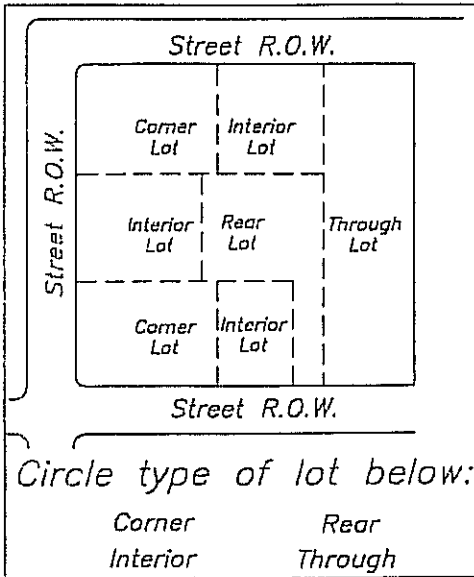 Street R.O.W.
Street R.O.W.
Corner Lot
Interior Lot
Interior Lot
Rear Lot
Through Lot
Corner Lot
Interior Lot
Street R.O.W.
Circle type of lot below:
Corner Rear
Interior Through